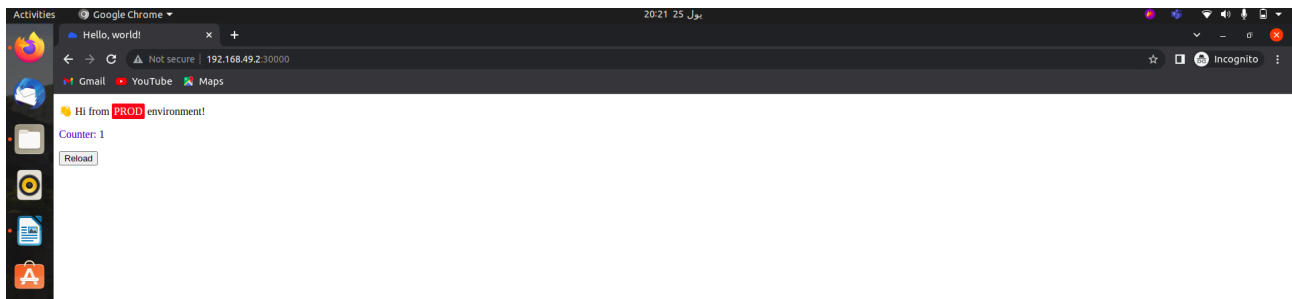 Activities Google Chrome 20:21 25 يول
Hello, world!
Not secure 192.168.49.2:30000 Incognito
Gmail YouTube Maps
👋 Hi from PROD environment!
Counter: 1
Reload